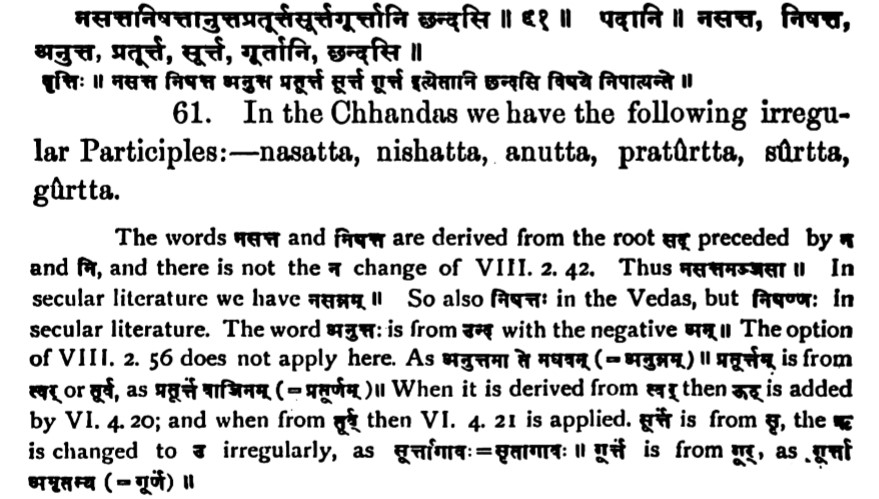 नसत्तनिषत्तानुत्तप्रतूर्त्तसूर्त्तगूर्त्तानि छन्दसि ॥ ६१ ॥ पदानि ॥ नसत्त, निषत्त,
अनुत्त, प्रतूर्त्त, सूर्त्त, गूर्तानि, छन्दसि ॥
वृत्तिः ॥ नसत्त निषत्त अनुत्त प्रतूर्त्त सूर्त्त गूर्त्त इत्येतानि छन्दसि विषये निपात्यन्ते ॥
61. In the Chhandas we have the following irregu-
lar Participles:—nasatta, nishatta, anutta, pratûrtta, sûrtta,
gûrtta.
The words नसत्त and निषत्त are derived from the root सद् preceded by न
and नि, and there is not the न change of VIII. 2. 42. Thus नसत्तमञ्जसा ॥ In
secular literature we have नसन्नम् ॥ So also निषत्तः in the Vedas, but निषण्णः in
secular literature. The word अनुत्तः is from उन्द with the negative अम् ॥ The option
of VIII. 2. 56 does not apply here. As अनुत्तमा ते मघवम् (=अनुन्नम्) ॥ प्रतूर्त्तम् is from
त्वर् or तूर्व, as प्रतूर्त्तं वाजिनम् (=प्रतूर्णम्)॥ When it is derived from त्वर् then ऊठ् is added
by VI. 4. 20; and when from तूर्व् then VI. 4. 21 is applied. सूर्त्तं is from सृ, the ऋ
is changed to उ irregularly, as सूर्त्तागावः=सृतागावः ॥ गूर्त्तं is from गूर्, as गूर्त्ता
अमृतस्य (=गूर्णं) ॥